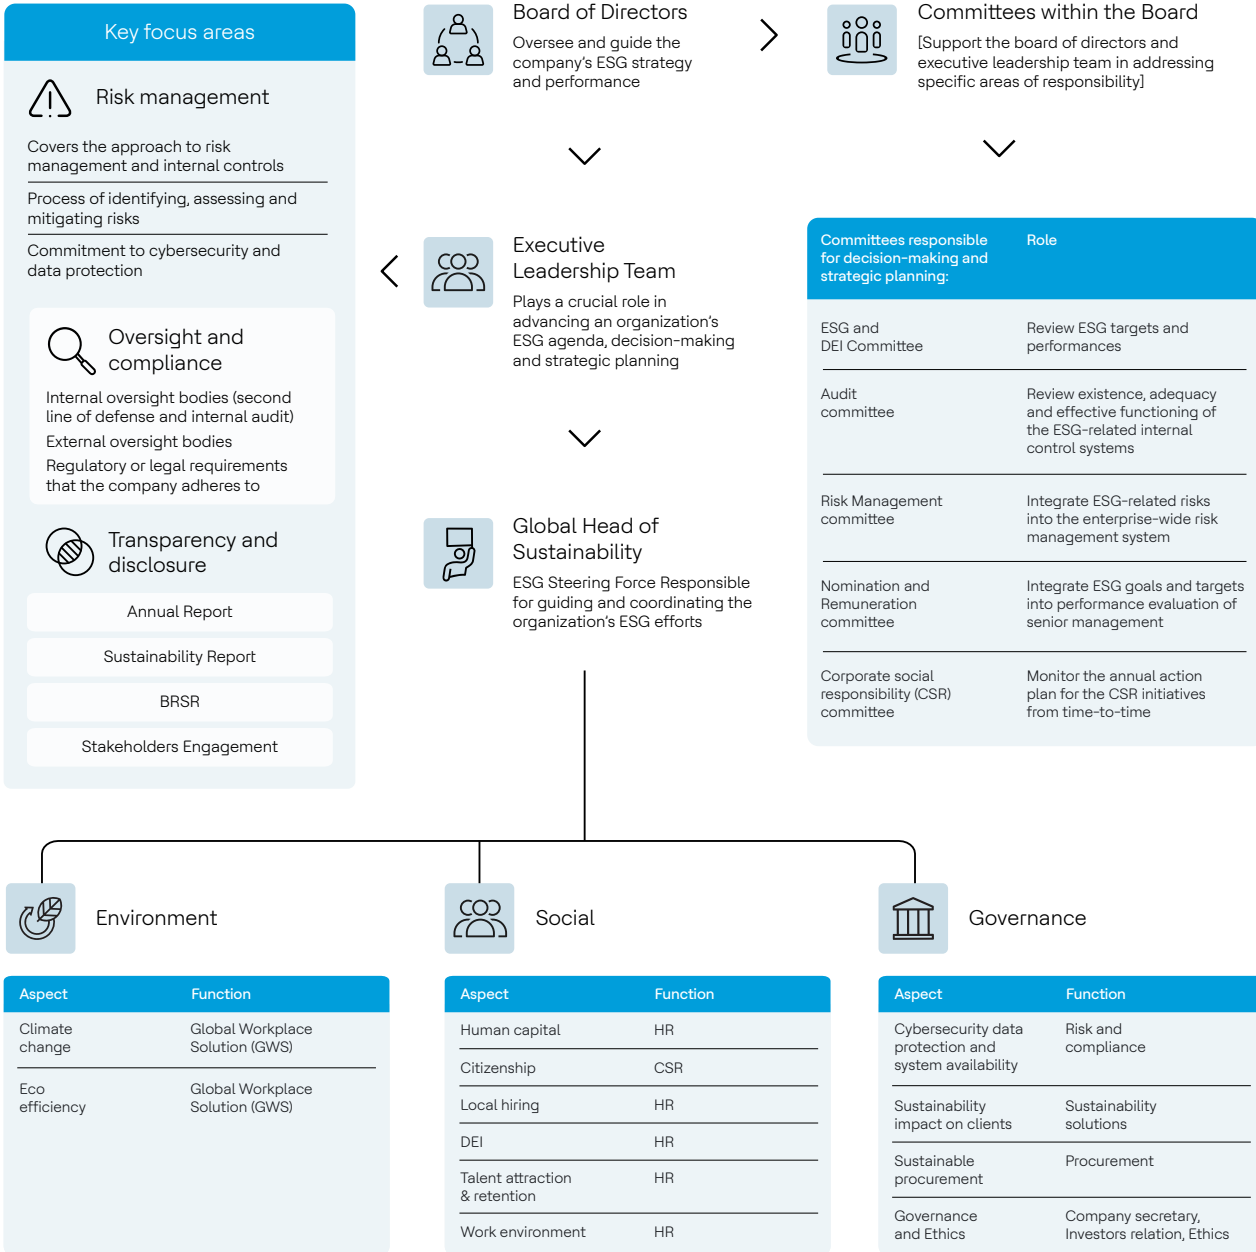 Key focus areas
Risk management
Covers the approach to risk
management and internal controls
Process of identifying, assessing and
mitigating risks
Commitment to cybersecurity and
data protection
Oversight and
compliance
Internal oversight bodies (second
line of defense and internal audit)
External oversight bodies
Regulatory or legal requirements
that the company adheres to
Transparency and
disclosure
Annual Report
Sustainability Report
BRSR
Stakeholders Engagement
Board of Directors
Oversee and guide the
company's ESG strategy
and performance
Committees within the Board
[Support the board of directors and
executive leadership team in addressing
specific areas of responsibility]
Executive
Leadership Team
Plays a crucial role in
advancing an organization's
ESG agenda, decision-making
and strategic planning
Global Head of
Sustainability
ESG Steering Force Responsible
for guiding and coordinating the
organization's ESG efforts
Committees responsible
for decision-making and
strategic planning:
Role
ESG and
DEI Committee
Review ESG targets and
performances
Audit
committee
Review existence, adequacy
and effective functioning of
the ESG-related internal
control systems
Risk Management
committee
Integrate ESG-related risks
into the enterprise-wide risk
management system
Nomination and
Remuneration
committee
Integrate ESG goals and targets
into performance evaluation of
senior management
Corporate social
responsibility (CSR)
committee
Monitor the annual action
plan for the CSR initiatives
from time-to-time
Environment
Aspect
Function
Climate
change
Global Workplace
Solution (GWS)
Eco
efficiency
Global Workplace
Solution (GWS)
Social
Aspect
Function
Human capital
HR
Citizenship
CSR
Local hiring
HR
DEI
HR
Talent attraction
& retention
HR
Work environment
HR
Governance
Aspect
Function
Cybersecurity data
protection and
system availability
Risk and
compliance
Sustainability
impact on clients
Sustainability
solutions
Sustainable
procurement
Procurement
Governance
and Ethics
Company secretary,
Investors relation, Ethics